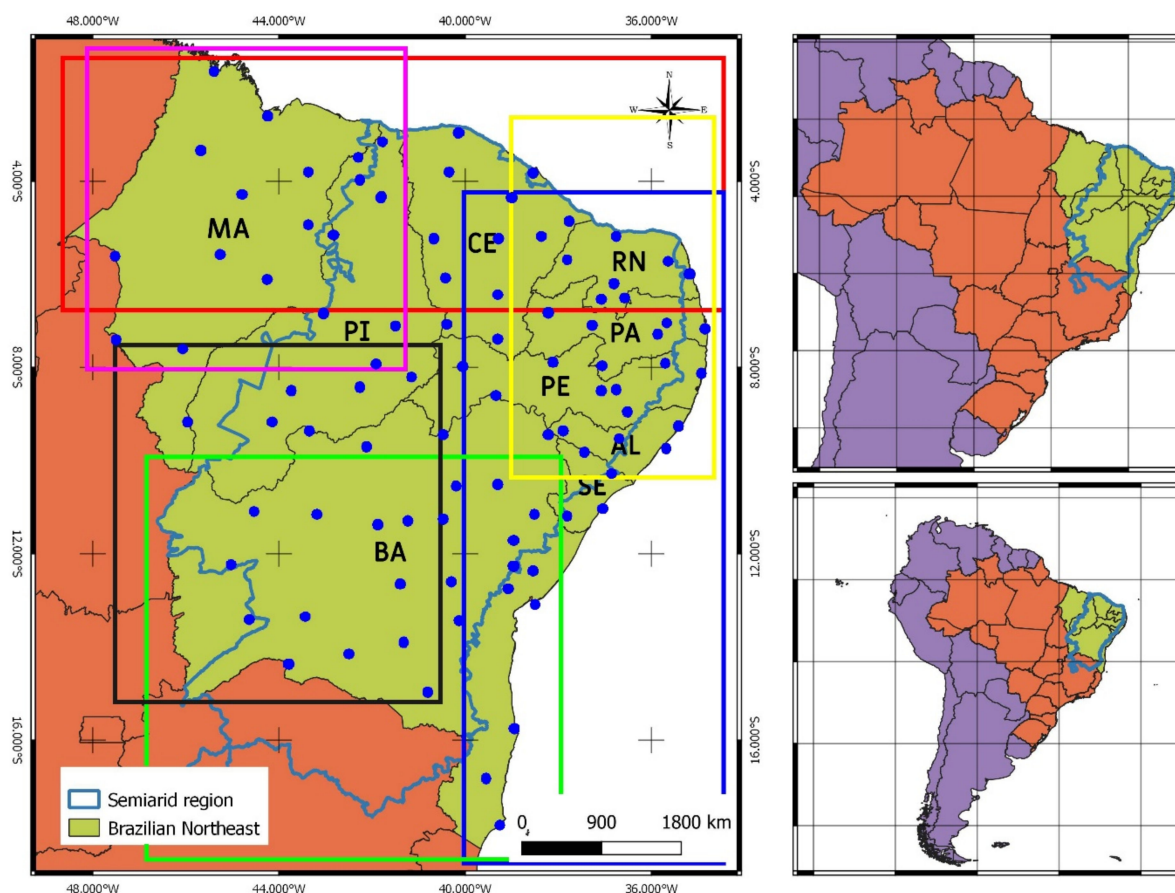 48.000°W 44.000°W 40.000°W 36.000°W
N
W E
S
4.000°S 4.000°S
MA CE
RN
PI PA
8.000°S 8.000°S
PE
AL
SE
BA
12.000°S 12.000°S
16.000°S 16.000°S
Semiarid region
Brazilian Northeast
0 900 1800 km
48.000°W 44.000°W 40.000°W 36.000°W